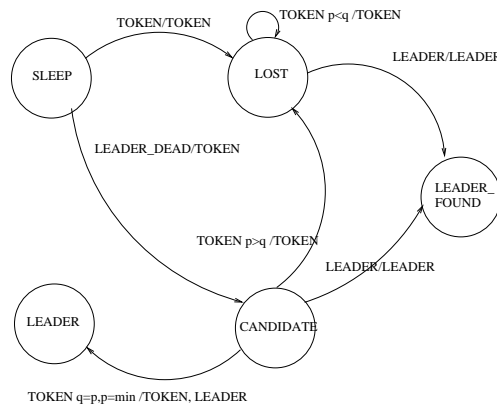 TOKEN p<q /TOKEN
TOKEN/TOKEN
SLEEP
LOST
LEADER/LEADER
LEADER_DEAD/TOKEN
LEADER_
FOUND
TOKEN p>q /TOKEN
LEADER/LEADER
LEADER
CANDIDATE
TOKEN q=p,p=min /TOKEN, LEADER